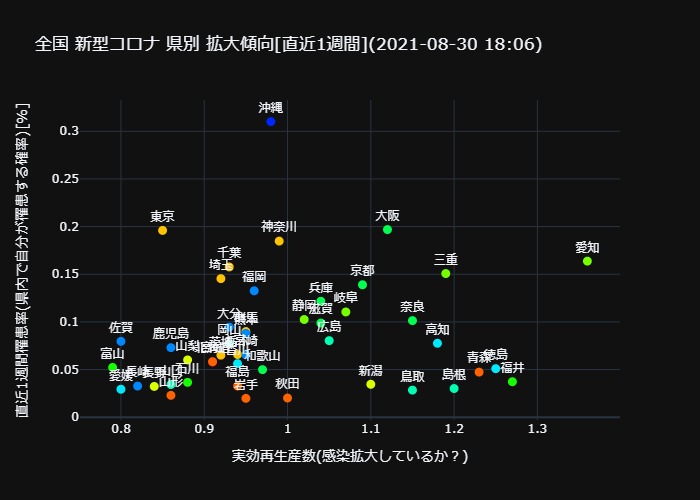 全国 新型コロナ 県別 拡大傾向[直近1週間](2021-08-30 18:06)
直近1週間罹患率(県内で自分が罹患する確率)[%]
0.3
0.25
0.2
0.15
0.1
0.05
0
沖縄
東京
大阪
神奈川
千葉
埼玉
愛知
三重
京都
福岡
兵庫
岐阜
静岡
滋賀
奈良
大分
広島
高知
佐賀
鹿児島
岡山
山梨
宮崎
和歌山
富山
青森
徳島
福井
愛媛
長崎
長野
石川
山形
福島
岩手
秋田
新潟
鳥取
島根
0.8
0.9
1
1.1
1.2
1.3
実効再生産数(感染拡大しているか？)